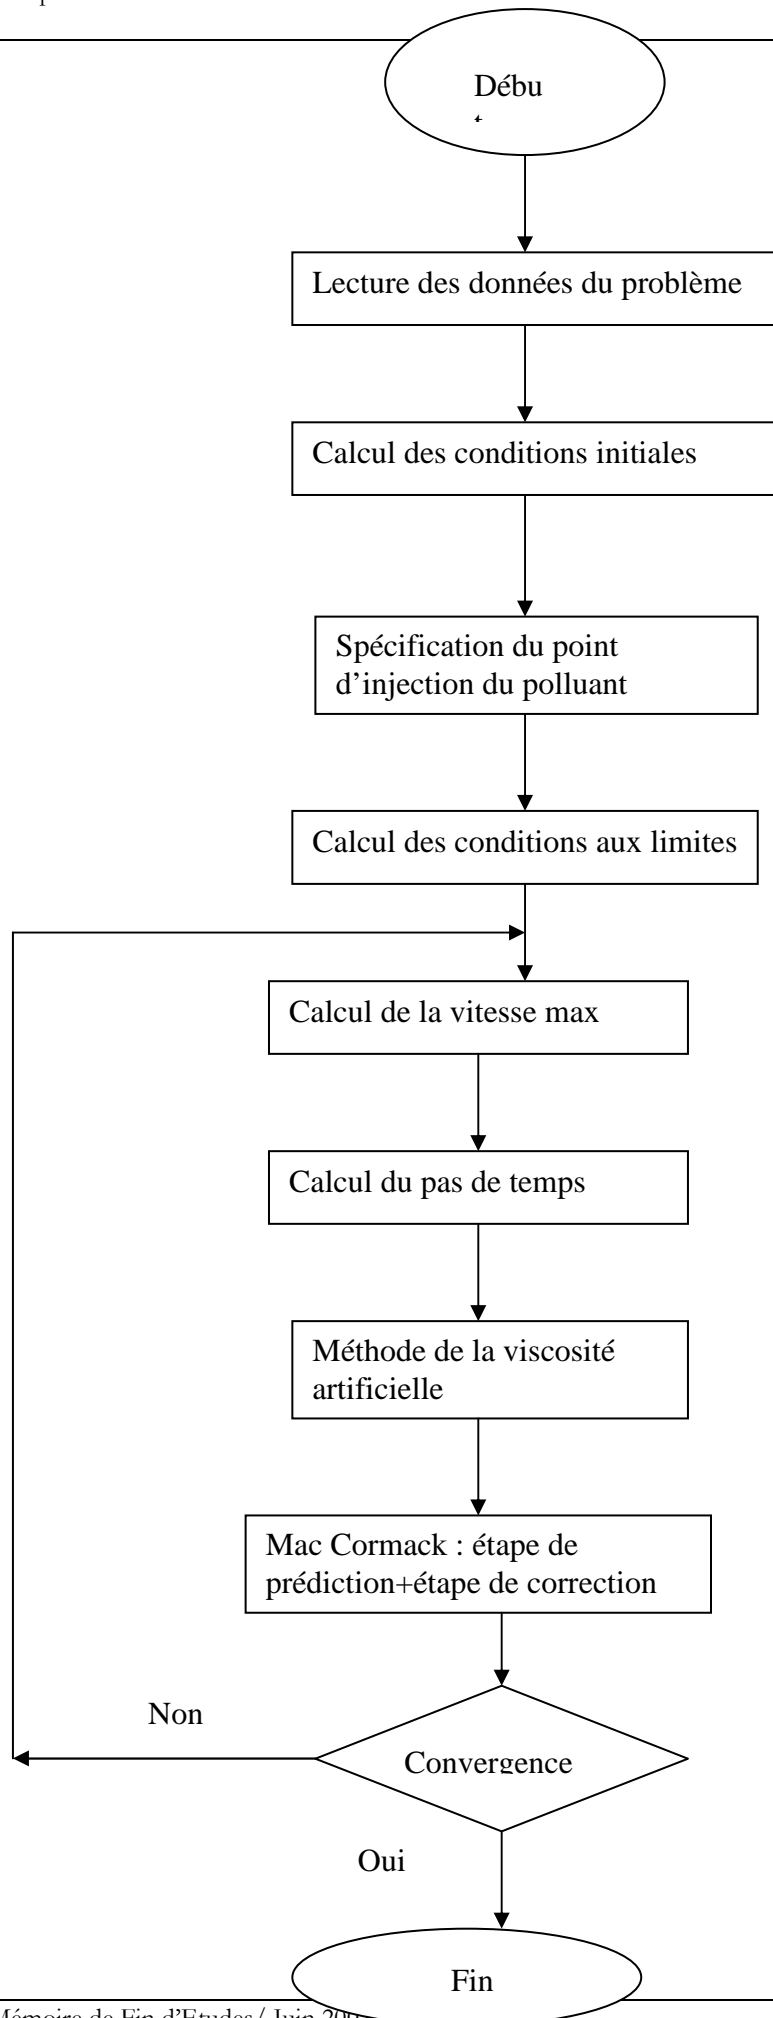 Débu
t
Lecture des données du problème
Calcul des conditions initiales
Spécification du point
d’injection du polluant
Calcul des conditions aux limites
Calcul de la vitesse max
Calcul du pas de temps
Méthode de la viscosité
artificielle
Mac Cormack : étape de
prédiction+étape de correction
Non
Convergence
Oui
Fin
Mémoire de Fin d’Etudes/ Juin